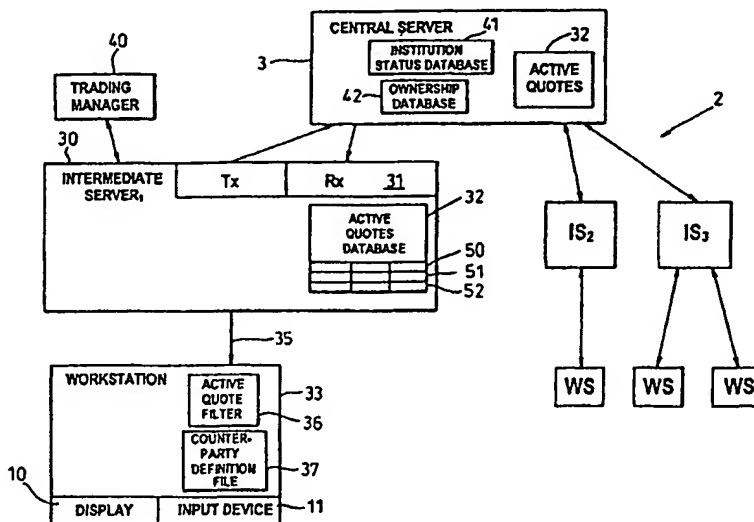 CENTRAL SERVER
41
32
3
INSTITUTION
STATUS DATABASE
40
42
OWNERSHIP
DATABASE
ACTIVE
QUOTES
TRADING
MANAGER
2
30
INTERMEDIATE
SERVER₁
Tx
Rx
31
32
ACTIVE
QUOTES
DATABASE
50
51
52
IS₂
IS₃
35
WORKSTATION
ACTIVE
QUOTE
FILTER
33
36
COUNTER-
PARTY
DEFINITION
FILE
37
WS
WS
WS
10
11
DISPLAY
INPUT DEVICE